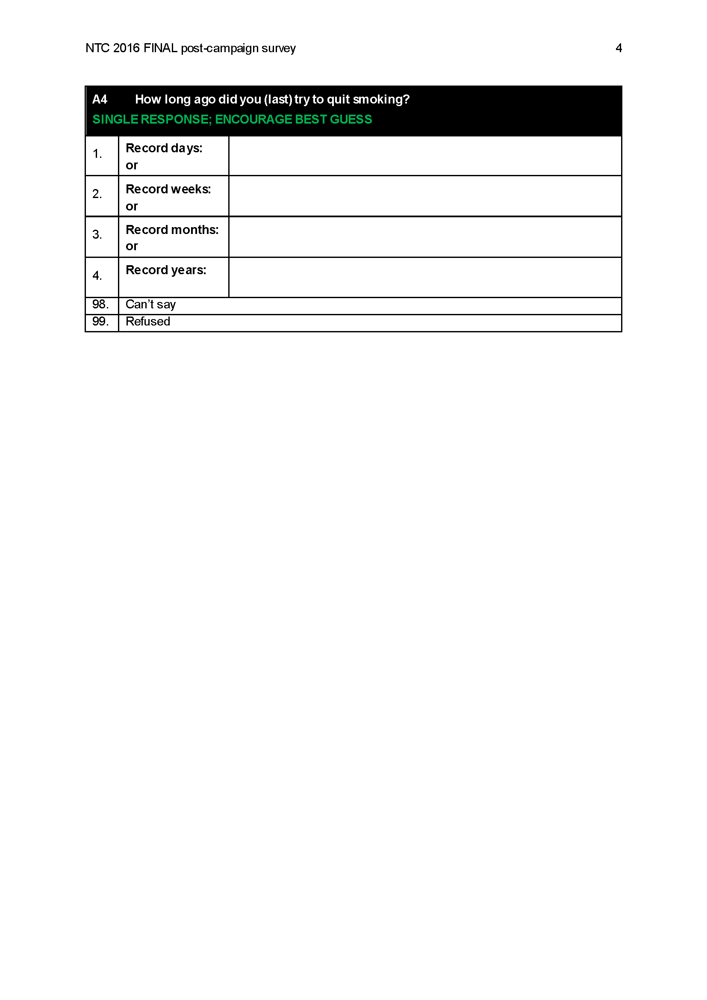 NTC 2016 FINAL post-campaign survey 4
A4 How long ago did you (last) try to quit smoking?
SINGLE RESPONSE; ENCOURAGE BEST GUESS
1. Record days:
or
2. Record weeks:
or
3. Record months:
or
4. Record years:
98. Can’t say
99. Refused